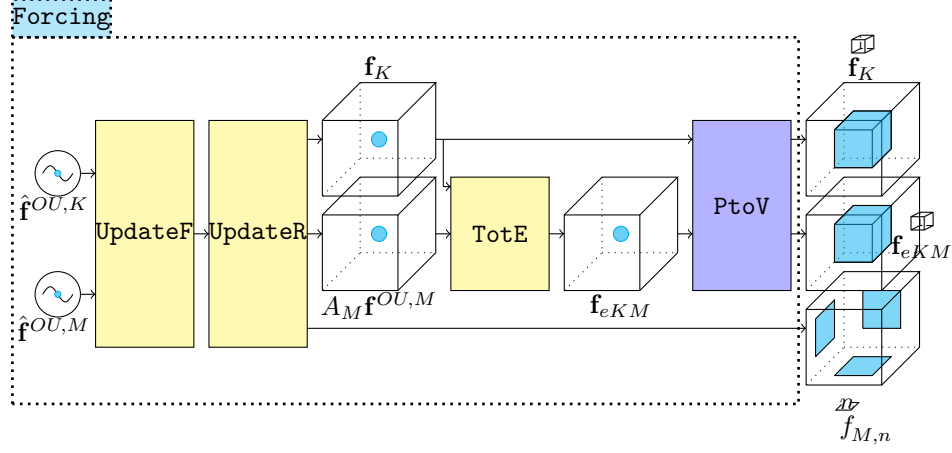 Forcing
f_K
f_K
f̂^{OU,K}
UpdateF
UpdateR
PtoV
TotE
f_{eKM}
A_M f^{OU,M}
f_{eKM}
f̂^{OU,M}
n
f_{M,n}